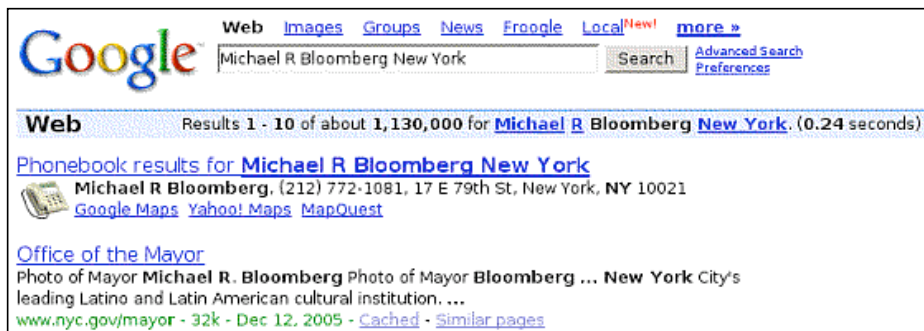 Web Images Groups News Froogle Local New! more »
Google
Michael R Bloomberg New York Search Advanced Search
Preferences
Web Results 1 - 10 of about 1,130,000 for Michael R Bloomberg New York. (0.24 seconds)
Phonebook results for Michael R Bloomberg New York
Michael R Bloomberg, (212) 772-1081, 17 E 79th St, New York, NY 10021
Google Maps Yahoo! Maps MapQuest
Office of the Mayor
Photo of Mayor Michael R. Bloomberg Photo of Mayor Bloomberg ... New York City's
leading Latino and Latin American cultural institution. ...
www.nyc.gov/mayor - 32k - Dec 12, 2005 - Cached - Similar pages